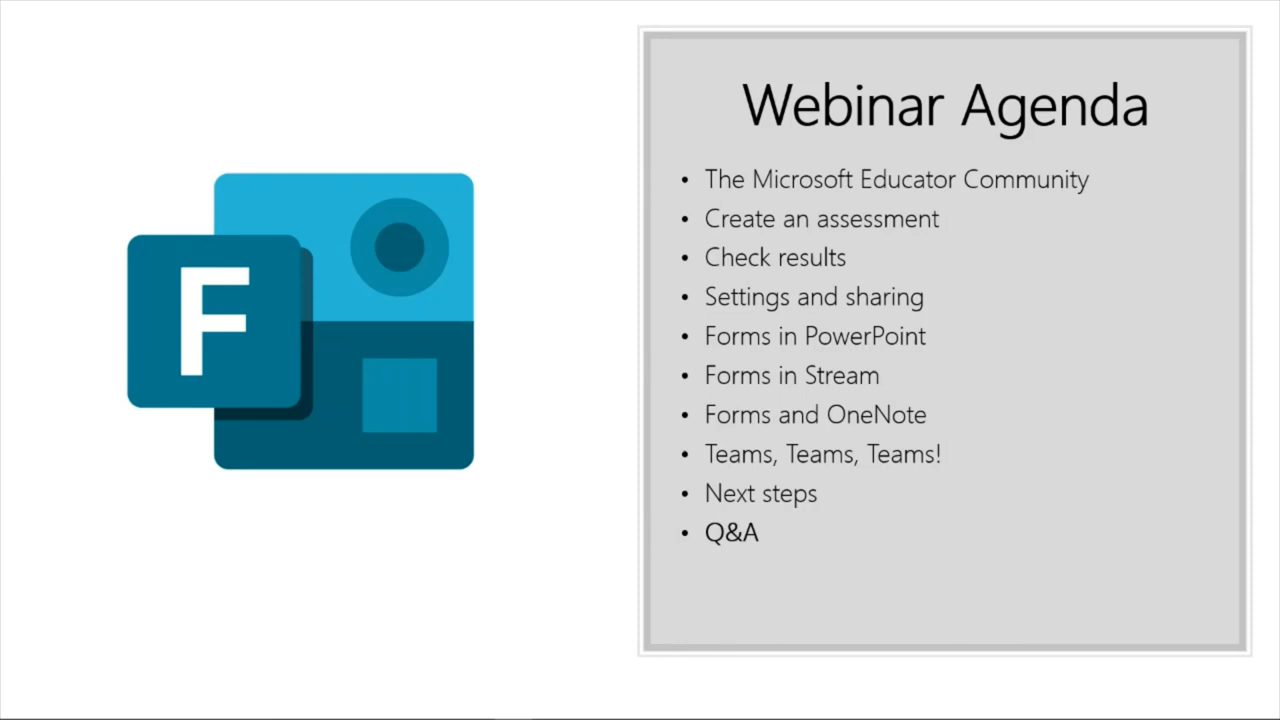 F
Webinar Agenda
• The Microsoft Educator Community
• Create an assessment
• Check results
• Settings and sharing
• Forms in PowerPoint
• Forms in Stream
• Forms and OneNote
• Teams, Teams, Teams!
• Next steps
• Q&A